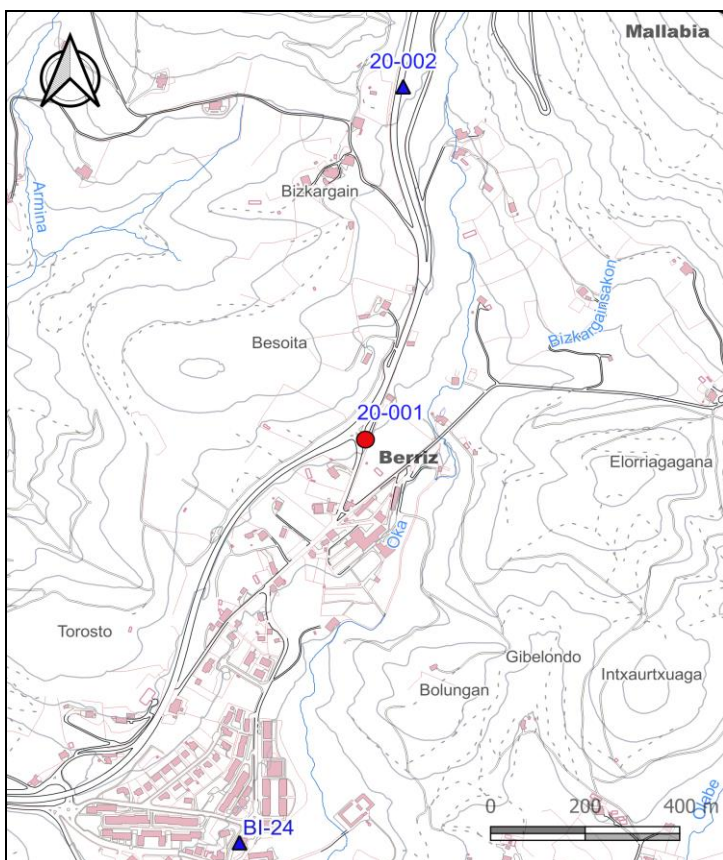 Mallabia
20-002
Bizkargain
Armina
Bizkargainsakon
Besoita
20-001
Berriz
Elorriagagana
Oka
Torosto
Gibelondo
Intxaurtxuaga
Bolungan
Olabe
0 200 400 m
BI-24